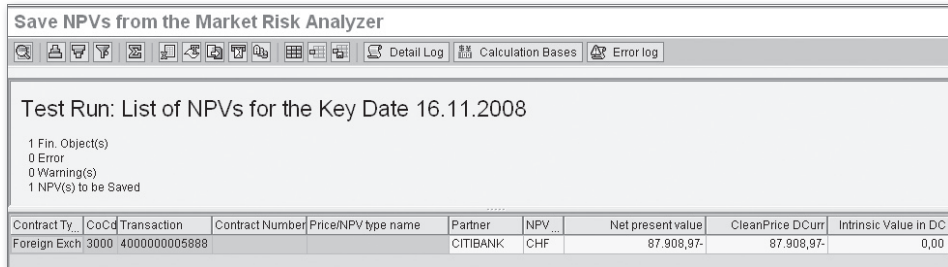 Save NPVs from the Market Risk Analyzer
Detail Log Calculation Bases Error log
Test Run: List of NPVs for the Key Date 16.11.2008
1 Fin. Object(s)
0 Error
0 Warning(s)
1 NPV(s) to be Saved
Contract Ty... CoCd Transaction Contract Number Price/NPV type name Partner NPV ... Net present value CleanPrice DCurr Intrinsic Value in DC
Foreign Exch 3000 4000000005888 CITIBANK CHF 87.908,97- 87.908,97- 0,00